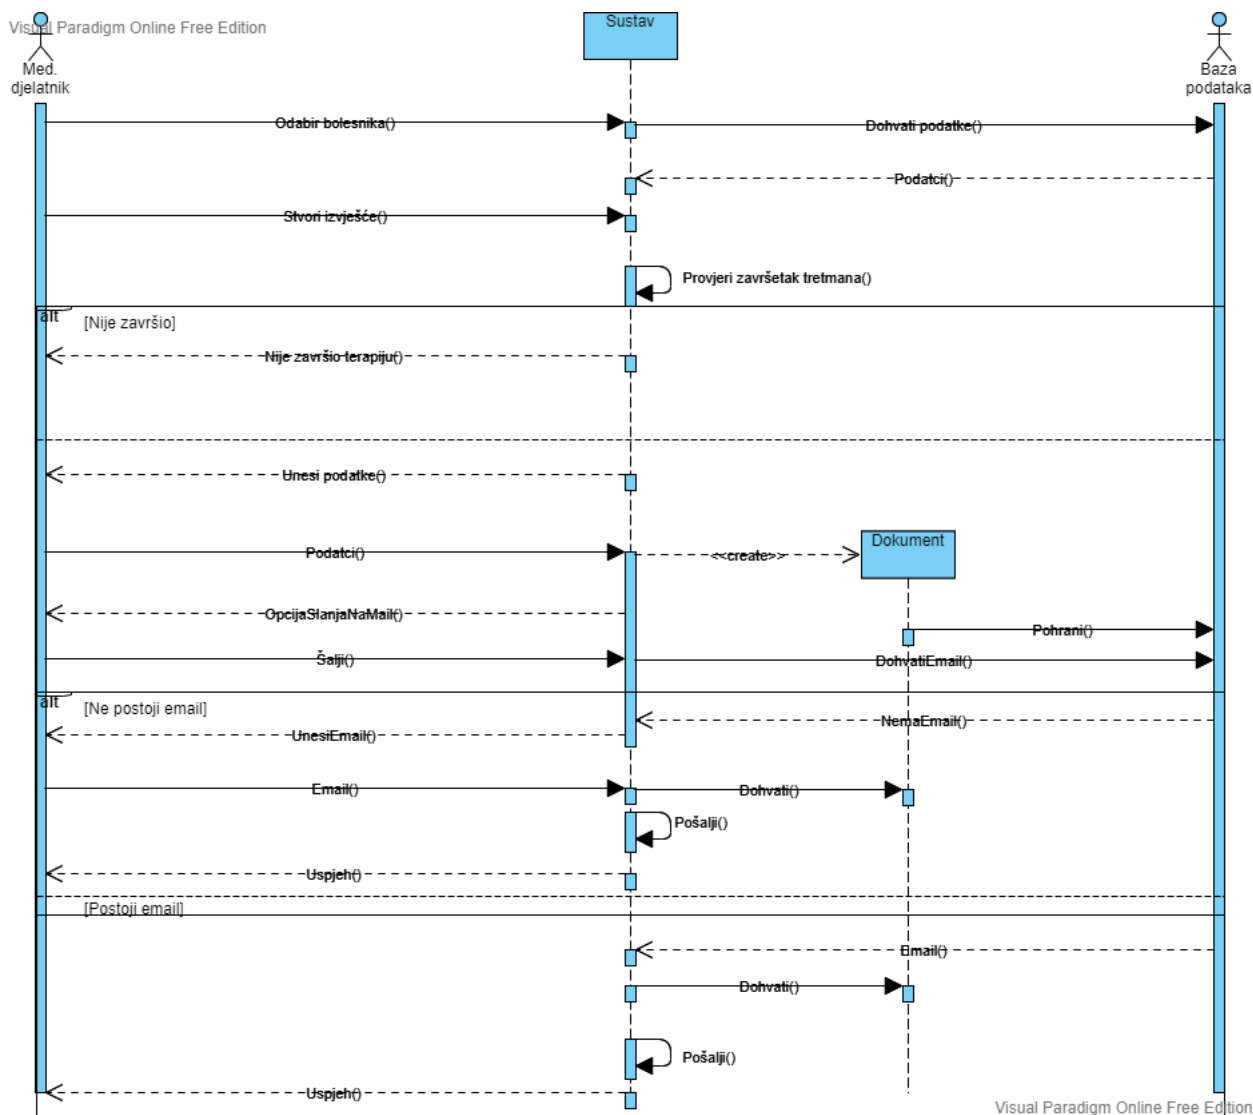 Visual Paradigm Online Free Edition
Sustav
Med.
djelatnik
Baza
podataka
Odabir bolesnika()
Dohvati podatke()
Podatci()
Stvori izvješće()
Provjeri završetak tretmana()
alt
[Nije završio]
Nije završio terapiju()
Unesi podatke()
Podatci()
<<create>>
Dokument
OpcijaSlanjaNaMail()
Pohrani()
Šalji()
DohvatiEmail()
alt
[Ne postoji email]
NemaEmail()
UnesiEmail()
Email()
Dohvati()
Pošalji()
Uspjeh()
[Postoji email]
Email()
Dohvati()
Pošalji()
Uspjeh()
Visual Paradigm Online Free Edition